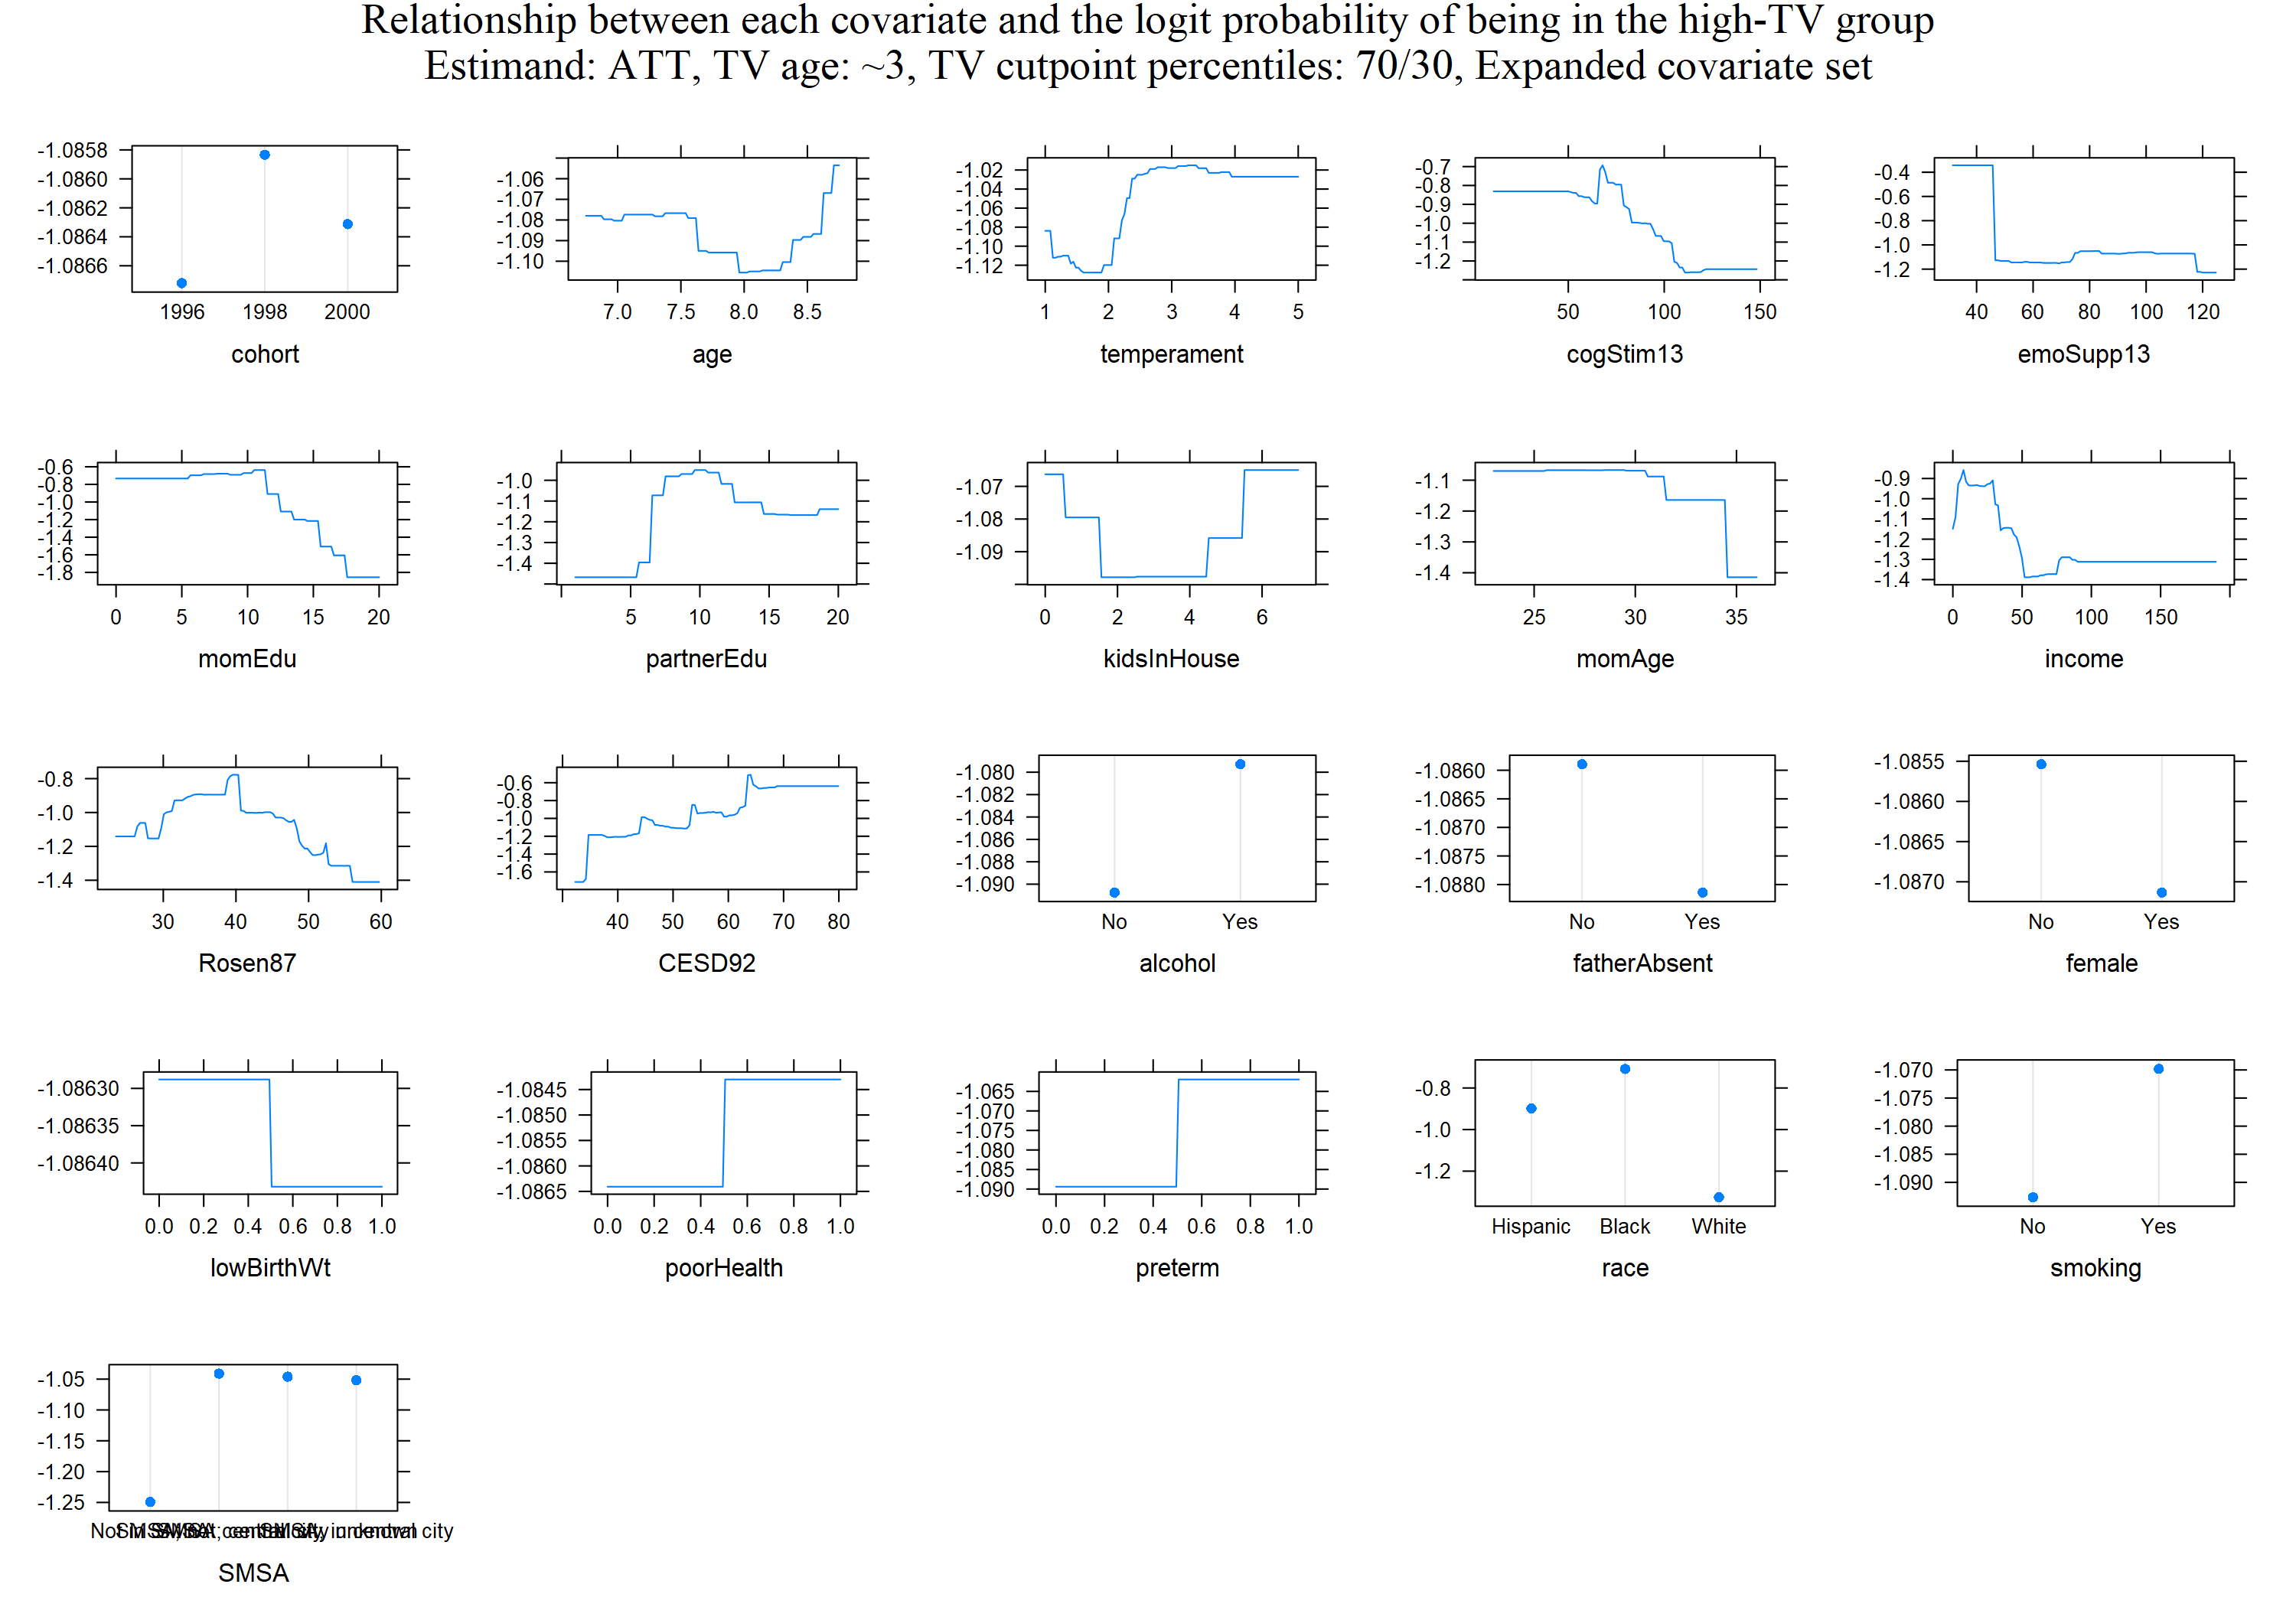 Relationship between each covariate and the logit probability of being in the high-TV group
Estimand: ATT, TV age: ~3, TV cutpoint percentiles: 70/30, Expanded covariate set
-1.0858
-1.0860
-1.0862
-1.0864
-1.0866
1996 1998 2000
cohort
-1.06
-1.07
-1.08
-1.09
-1.10
7.0 7.5 8.0 8.5
age
-1.02
-1.04
-1.06
-1.08
-1.10
-1.12
1 2 3 4 5
temperament
-0.7
-0.8
-0.9
-1.0
-1.1
-1.2
50 100 150
cogStim13
-0.4
-0.6
-0.8
-1.0
-1.2
40 60 80 100 120
emoSupp13
-0.6
-0.8
-1.0
-1.2
-1.4
-1.6
-1.8
0 5 10 15 20
momEdu
-1.0
-1.1
-1.2
-1.3
-1.4
5 10 15 20
partnerEdu
-1.07
-1.08
-1.09
0 2 4 6
kidsInHouse
-1.1
-1.2
-1.3
-1.4
25 30 35
momAge
-0.9
-1.0
-1.1
-1.2
-1.3
-1.4
0 50 100 150
income
-0.8
-1.0
-1.2
-1.4
30 40 50 60
Rosen87
-0.6
-0.8
-1.0
-1.2
-1.4
-1.6
40 50 60 70 80
CESD92
-1.080
-1.082
-1.084
-1.086
-1.088
-1.090
No Yes
alcohol
-1.0860
-1.0865
-1.0870
-1.0875
-1.0880
No Yes
fatherAbsent
-1.0855
-1.0860
-1.0865
-1.0870
No Yes
female
-1.08630
-1.08635
-1.08640
0.0 0.2 0.4 0.6 0.8 1.0
lowBirthWt
-1.0845
-1.0850
-1.0855
-1.0860
-1.0865
0.0 0.2 0.4 0.6 0.8 1.0
poorHealth
-1.065
-1.070
-1.075
-1.080
-1.085
-1.090
0.0 0.2 0.4 0.6 0.8 1.0
preterm
-0.8
-1.0
-1.2
Hispanic Black White
race
-1.070
-1.075
-1.080
-1.085
-1.090
No Yes
smoking
-1.05
-1.10
-1.15
-1.20
-1.25
city
SMSA